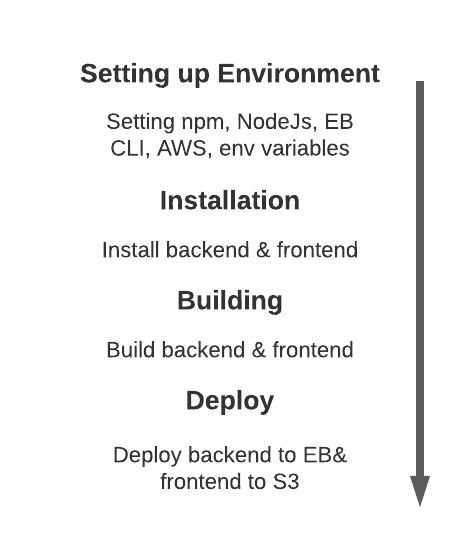 Setting up Environment
Setting npm, NodeJs, EB
CLI, AWS, env variables
Installation
Install backend & frontend
Building
Build backend & frontend
Deploy
Deploy backend to EB&
frontend to S3